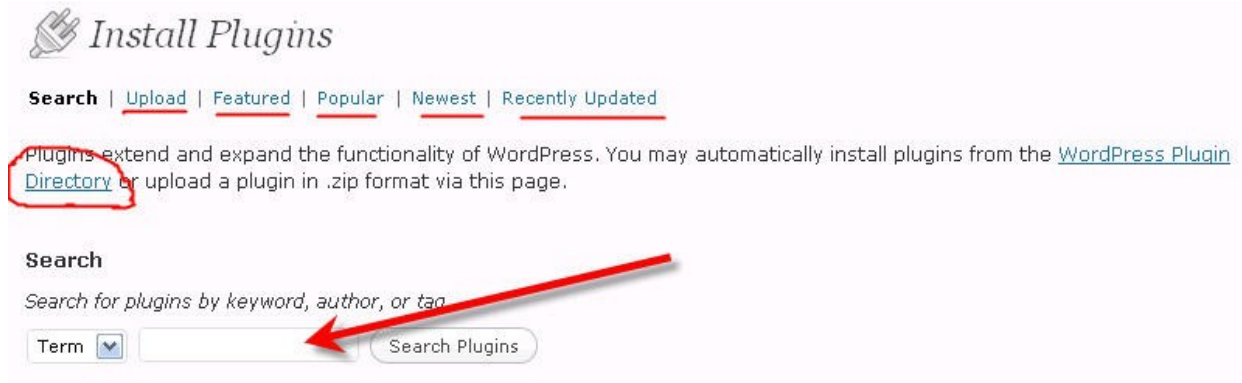 Install Plugins
Search | Upload | Featured | Popular | Newest | Recently Updated
Plugins extend and expand the functionality of WordPress. You may automatically install plugins from the WordPress Plugin
Directory or upload a plugin in .zip format via this page.
Search
Search for plugins by keyword, author, or tag
Term Search Plugins